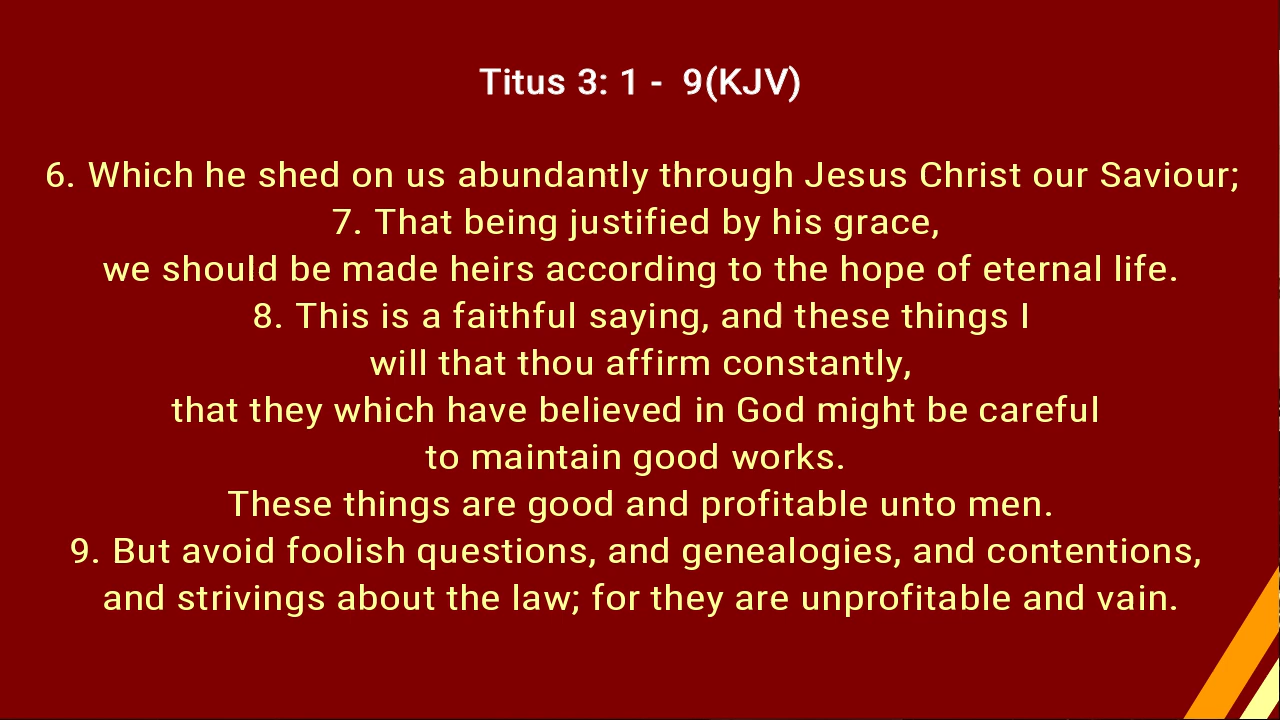 Titus 3: 1 -  9(KJV)
6. Which he shed on us abundantly through Jesus Christ our Saviour;
7. That being justified by his grace,
we should be made heirs according to the hope of eternal life.
8. This is a faithful saying, and these things I
will that thou affirm constantly,
that they which have believed in God might be careful
to maintain good works.
These things are good and profitable unto men.
9. But avoid foolish questions, and genealogies, and contentions,
and strivings about the law; for they are unprofitable and vain.